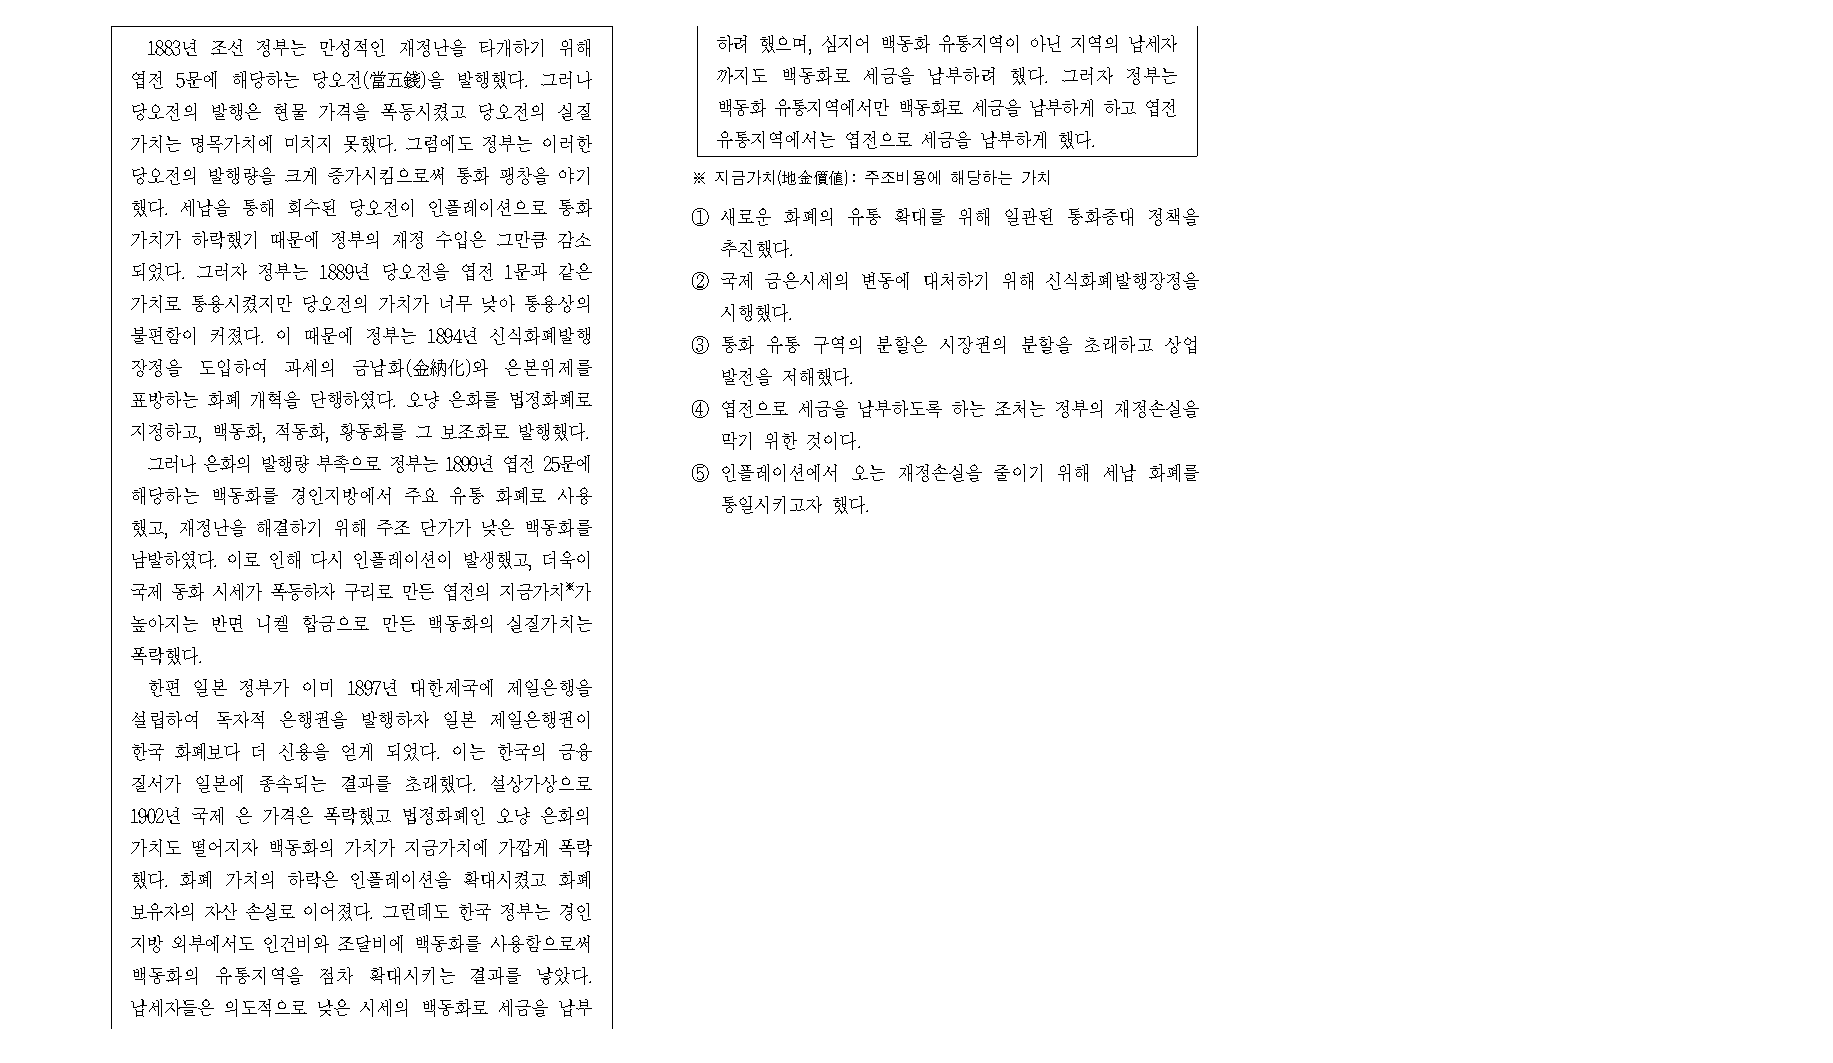 1883년 조선 정부는 만성적인 재정난을 타개하기 위해
엽전 5문에 해당하는 당오전(當五錢)을 발행했다. 그러나
당오전의 발행은 현물 가격을 폭등시켰고 당오전의 실질
가치는 명목가치에 미치지 못했다. 그럼에도 정부는 이러한
당오전의 발행량을 크게 증가시킴으로써 통화 팽창을 야기
했다. 세납을 통해 회수된 당오전이 인플레이션으로 통화
가치가 하락했기 때문에 정부의 재정 수입은 그만큼 감소
되었다. 그러자 정부는 1889년 당오전을 엽전 1문과 같은
가치로 통용시켰지만 당오전의 가치가 너무 낮아 통용상의
불편함이 커졌다. 이 때문에 정부는 1894년 신식화폐발행
장정을 도입하여 과세의 금납화(金納化)와 은본위제를
표방하는 화폐 개혁을 단행하였다. 오냥 은화를 법정화폐로
지정하고, 백동화, 적동화, 황동화를 그 보조화로 발행했다.
그러나 은화의 발행량 부족으로 정부는 1899년 엽전 25문에
해당하는 백동화를 경인지방에서 주요 유통 화폐로 사용
했고, 재정난을 해결하기 위해 주조 단가가 낮은 백동화를
남발하였다. 이로 인해 다시 인플레이션이 발생했고, 더욱이
국제 동화 시세가 폭등하자 구리로 만든 엽전의 지금가치※가
높아지는 반면 니켈 합금으로 만든 백동화의 실질가치는
폭락했다.
한편 일본 정부가 이미 1897년 대한제국에 제일은행을
설립하여 독자적 은행권을 발행하자 일본 제일은행권이
한국 화폐보다 더 신용을 얻게 되었다. 이는 한국의 금융
질서가 일본에 종속되는 결과를 초래했다. 설상가상으로
1902년 국제 은 가격은 폭락했고 법정화폐인 오냥 은화의
가치도 떨어지자 백동화의 가치가 지금가치에 가깝게 폭락
했다. 화폐 가치의 하락은 인플레이션을 확대시켰고 화폐
보유자의 자산 손실로 이어졌다. 그런데도 한국 정부는 경인
지방 외부에서도 인건비와 조달비에 백동화를 사용함으로써
백동화의 유통지역을 점차 확대시키는 결과를 낳았다.
납세자들은 의도적으로 낮은 시세의 백동화로 세금을 납부
하려 했으며, 심지어 백동화 유통지역이 아닌 지역의 납세자
까지도 백동화로 세금을 납부하려 했다. 그러자 정부는
백동화 유통지역에서만 백동화로 세금을 납부하게 하고 엽전
유통지역에서는 엽전으로 세금을 납부하게 했다.
※ 지금가치(地金價値): 주조비용에 해당하는 가치
① 새로운 화폐의 유통 확대를 위해 일관된 통화증대 정책을
추진했다.
② 국제 금은시세의 변동에 대처하기 위해 신식화폐발행장정을
시행했다.
③ 통화 유통 구역의 분할은 시장권의 분할을 초래하고 상업
발전을 저해했다.
④ 엽전으로 세금을 납부하도록 하는 조처는 정부의 재정손실을
막기 위한 것이다.
⑤ 인플레이션에서 오는 재정손실을 줄이기 위해 세납 화폐를
통일시키고자 했다.